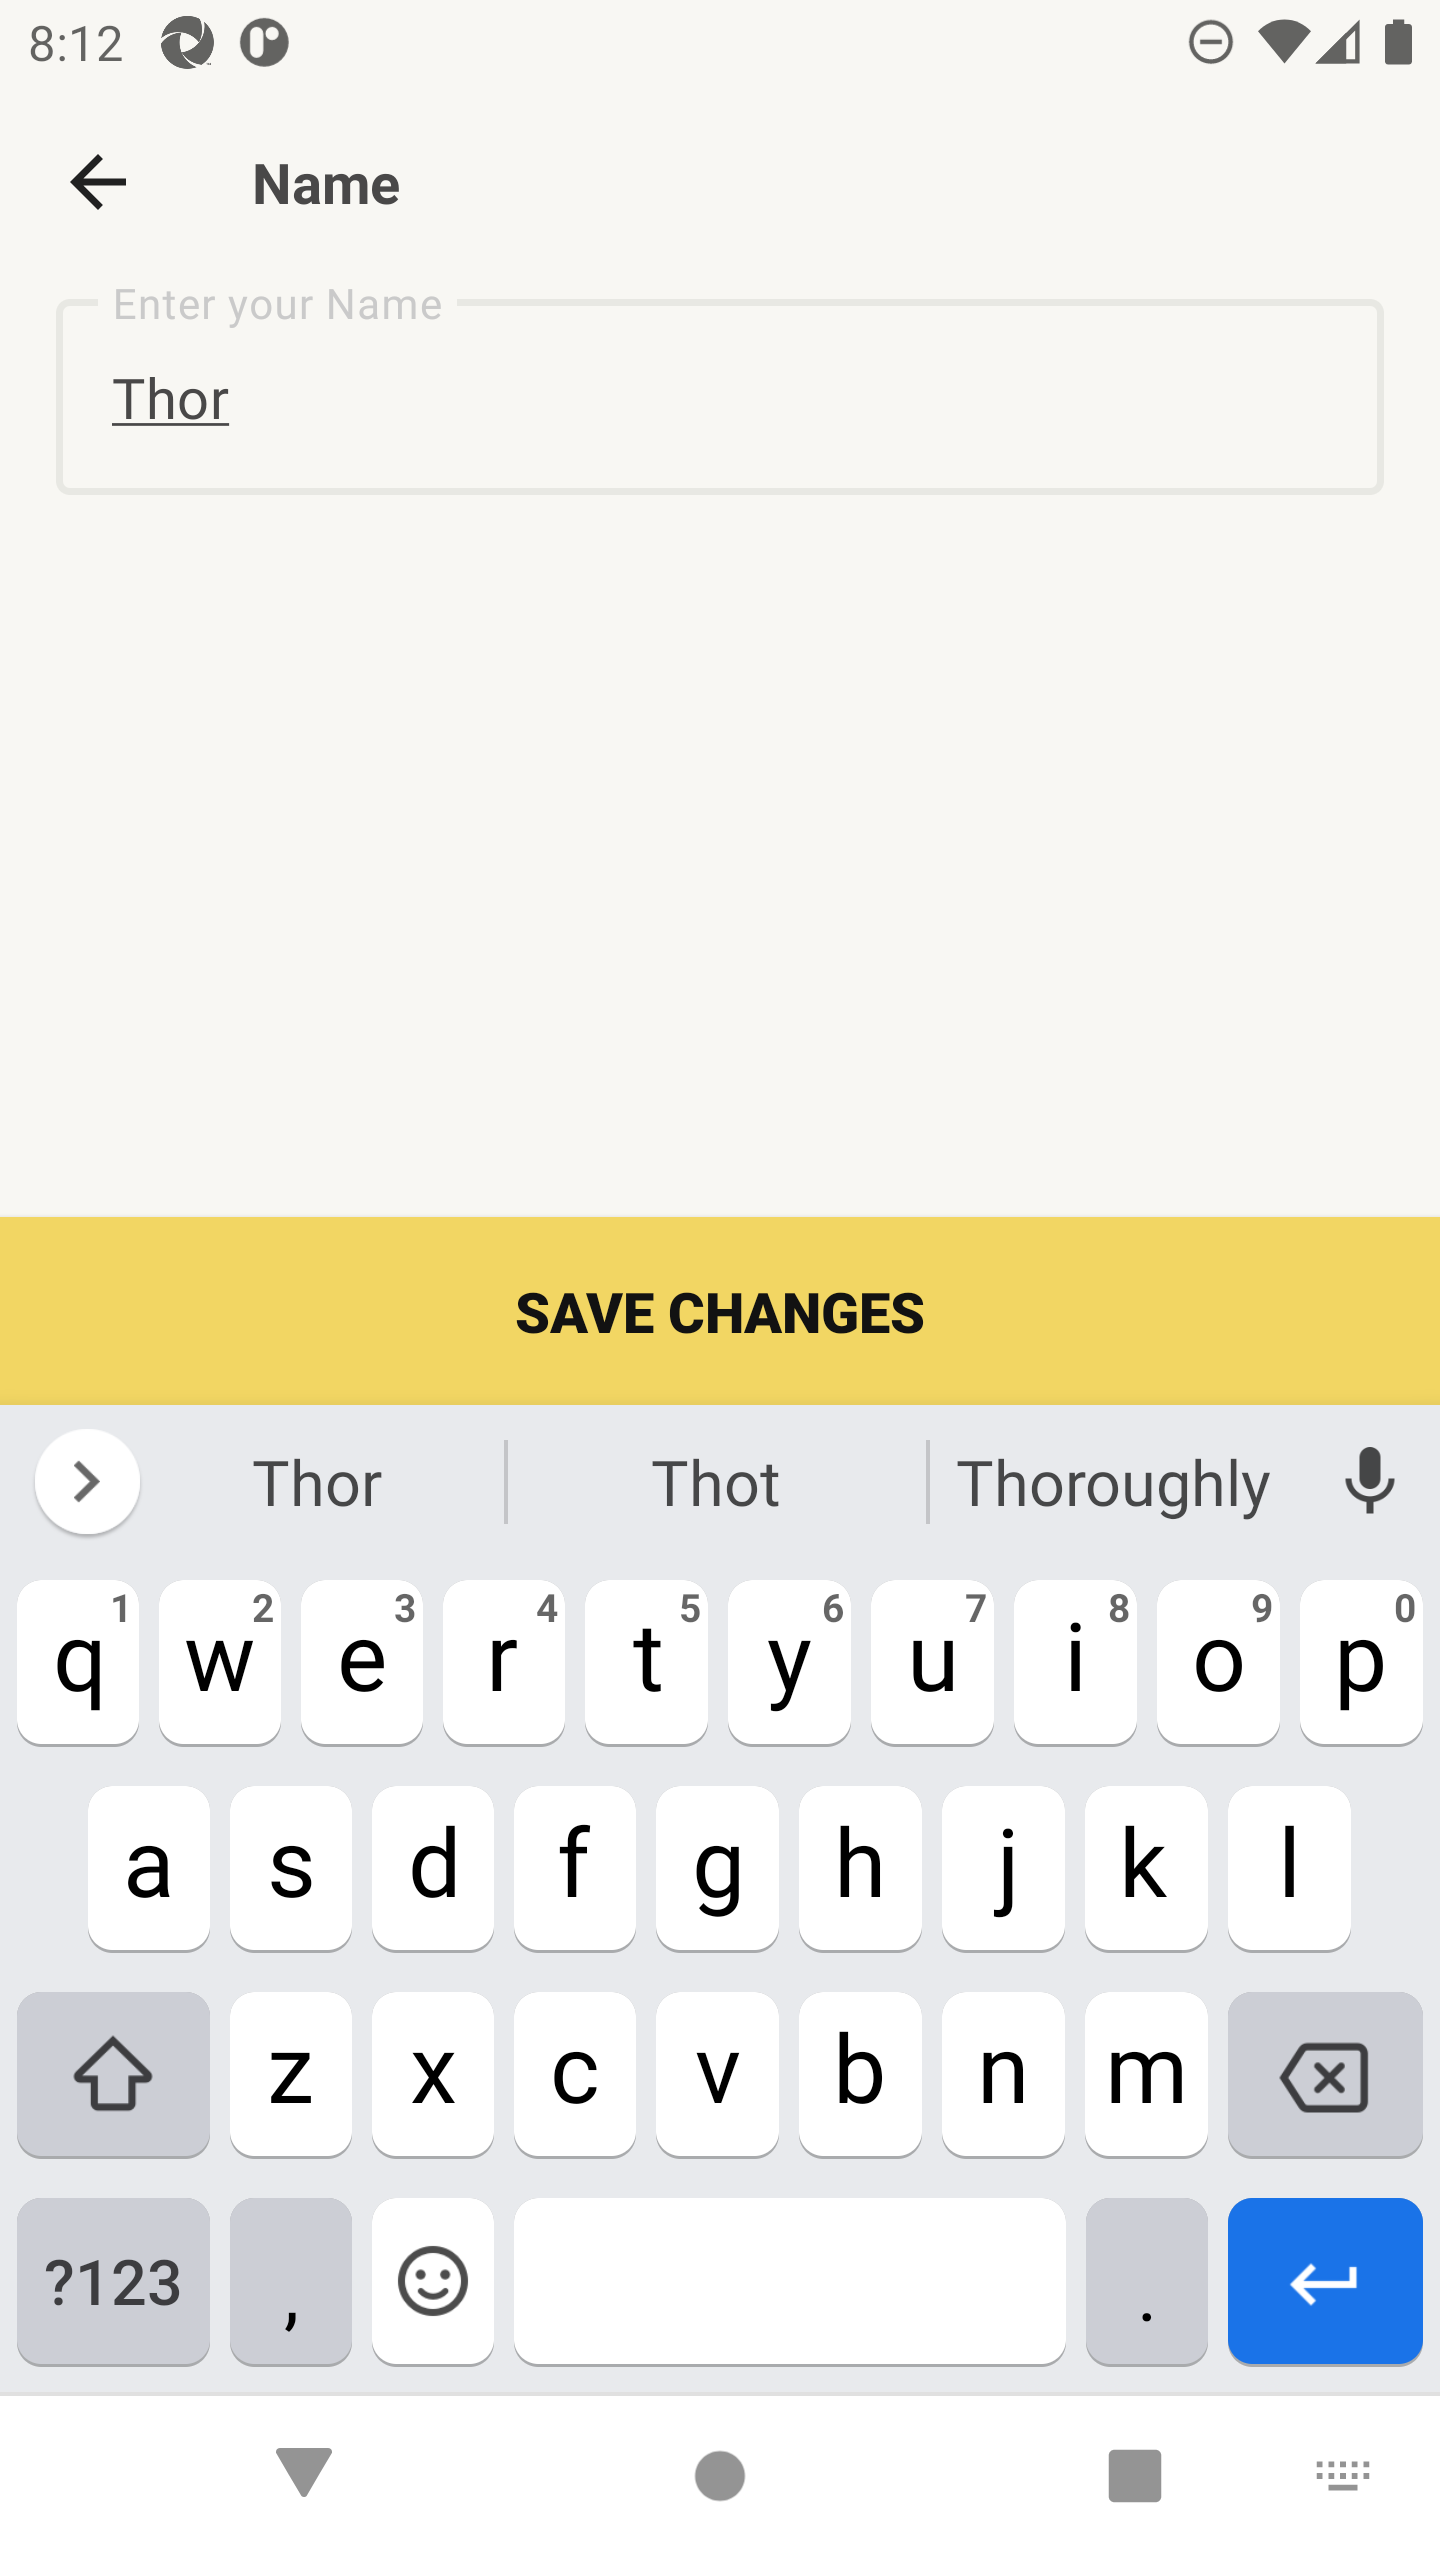 8:12
Name
Enter your Name
Thor
SAVE CHANGES
Thor Thot Thoroughly
1 2 3 4 5 6 7 8 9 0
q w e r t y u i o p
a s d f g h j k l
z x c v b n m
?123 , .